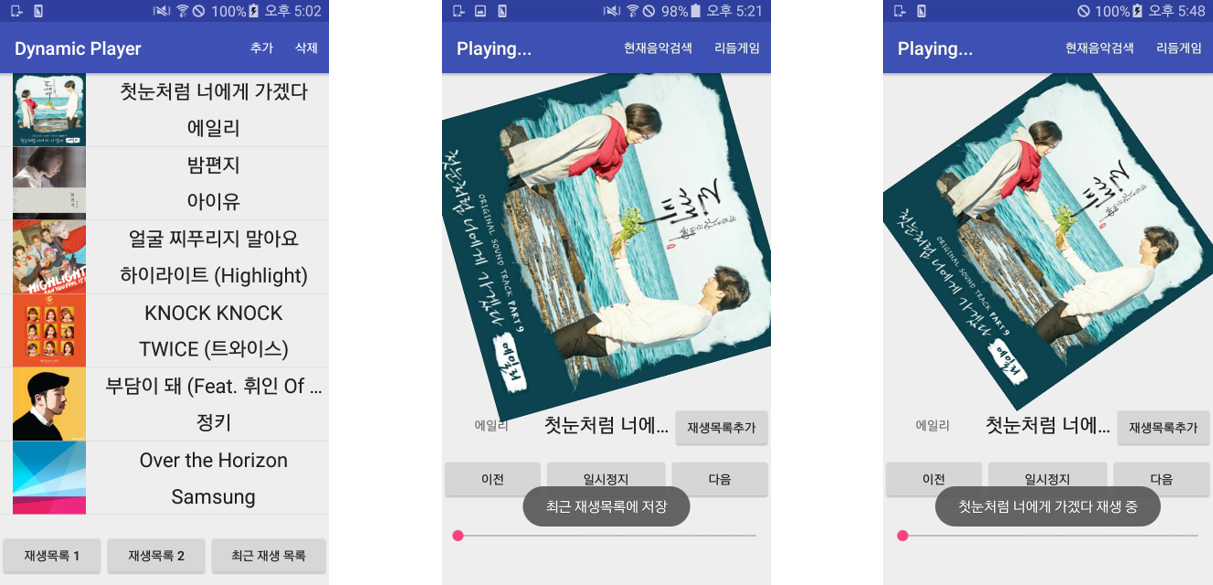 100% 오후 5:02
Dynamic Player 추가 삭제
첫눈처럼 너에게 가겠다
에일리
밤편지
아이유
얼굴 찌푸리지 말아요
하이라이트 (Highlight)
HIGHLIGHT
KNOCK KNOCK
TWICE (트와이스)
부담이 돼 (Feat. 휘인 Of ...
정키
Over the Horizon
Samsung
재생목록 1 재생목록 2 최근 재생 목록
98% 오후 5:21
Playing... 현재음악검색 리듬게임
첫눈처럼 너에게 가겠다
ORIGINAL SOUND TRACK PART 9
에일리
에일리 첫눈처럼 너에... 재생목록추가
이전 일시정지 다음
최근 재생목록에 저장
100% 오후 5:48
Playing... 현재음악검색 리듬게임
첫눈처럼 너에게 가겠다
ORIGINAL SOUND TRACK PART 9
에일리
에일리 첫눈처럼 너에... 재생목록추가
이전 일시정지 다음
첫눈처럼 너에게 가겠다 재생 중